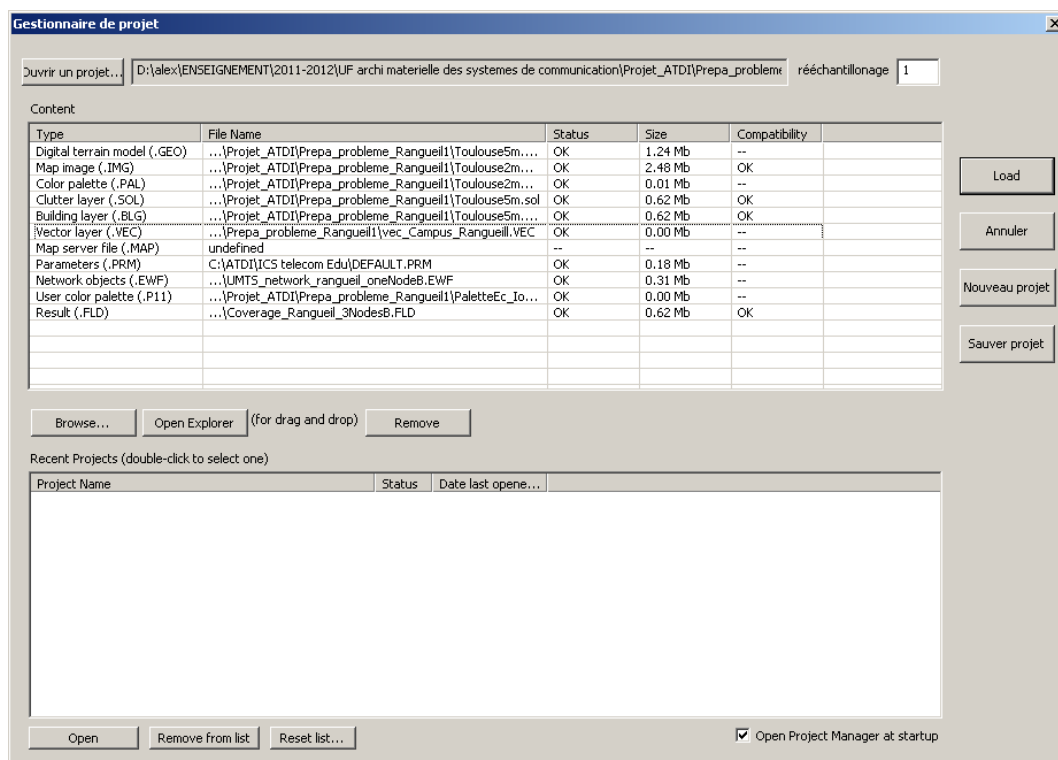 Gestionnaire de projet
Ouvrir un projet... D:\alex\ENSEIGNEMENT\2011-2012\UF archi materielle des systemes de communication\Projet_ATDI\Prepa_probleme rééchantillonage 1
Content
Type File Name Status Size Compatibility
Digital terrain model (.GEO) ...\Projet_ATDI\Prepa_probleme_Rangueil1\Toulouse5m.... OK 1.24 Mb --
Map image (.IMG) ...\Projet_ATDI\Prepa_probleme_Rangueil1\Toulouse2m... OK 2.48 Mb OK
Color palette (.PAL) ...\Projet_ATDI\Prepa_probleme_Rangueil1\Toulouse2m... OK 0.01 Mb --
Clutter layer (.SOL) ...\Projet_ATDI\Prepa_probleme_Rangueil1\Toulouse5m.sol OK 0.62 Mb OK
Building layer (.BLG) ...\Projet_ATDI\Prepa_probleme_Rangueil1\Toulouse5m.... OK 0.62 Mb OK
Vector layer (.VEC) ...\Prepa_probleme_Rangueil1\vec_Campus_Rangueill.VEC OK 0.00 Mb --
Map server file (.MAP) undefined -- -- --
Parameters (.PRM) C:\ATDI\ICS telecom Edu\DEFAULT.PRM OK 0.18 Mb --
Network objects (.EWF) ...\UMTS_network_rangueil_oneNodeB.EWF OK 0.31 Mb --
User color palette (.P11) ...\Projet_ATDI\Prepa_probleme_Rangueil1\PaletteEc_Io... OK 0.00 Mb --
Result (.FLD) ...\Coverage_Rangueil_3NodesB.FLD OK 0.62 Mb OK
Load
Annuler
Nouveau projet
Sauver projet
Browse... Open Explorer (for drag and drop) Remove
Recent Projects (double-click to select one)
Project Name Status Date last opene...
Open Remove from list Reset list... Open Project Manager at startup